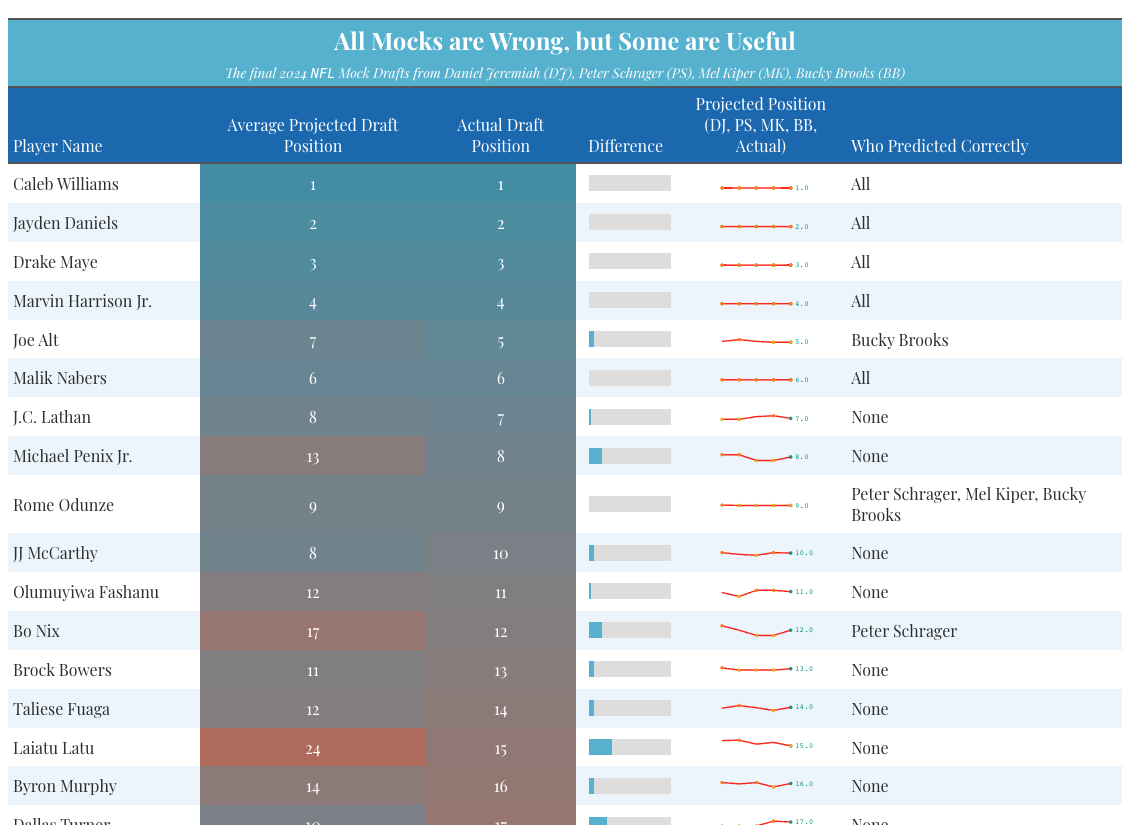 All Mocks are Wrong, but Some are Useful
The final 2024 NFL Mock Drafts from Daniel Jeremiah (DJ), Peter Schrager (PS), Mel Kiper (MK), Bucky Brooks (BB)
Player Name
Average Projected Draft
Position
Actual Draft
Position
Difference
Projected Position
(DJ, PS, MK, BB,
Actual)
Who Predicted Correctly
Caleb Williams 1 1 1.0 All
Jayden Daniels 2 2 2.0 All
Drake Maye 3 3 3.0 All
Marvin Harrison Jr. 4 4 4.0 All
Joe Alt 7 5 5.0 Bucky Brooks
Malik Nabers 6 6 6.0 All
J.C. Lathan 8 7 7.0 None
Michael Penix Jr. 13 8 8.0 None
Rome Odunze 9 9 9.0 Peter Schrager, Mel Kiper, Bucky
Brooks
JJ McCarthy 8 10 10.0 None
Olumuyiwa Fashanu 12 11 11.0 None
Bo Nix 17 12 12.0 Peter Schrager
Brock Bowers 11 13 13.0 None
Taliese Fuaga 12 14 14.0 None
Laiatu Latu 24 15 15.0 None
Byron Murphy 14 16 16.0 None
Dallas Turner 17 17.0 None